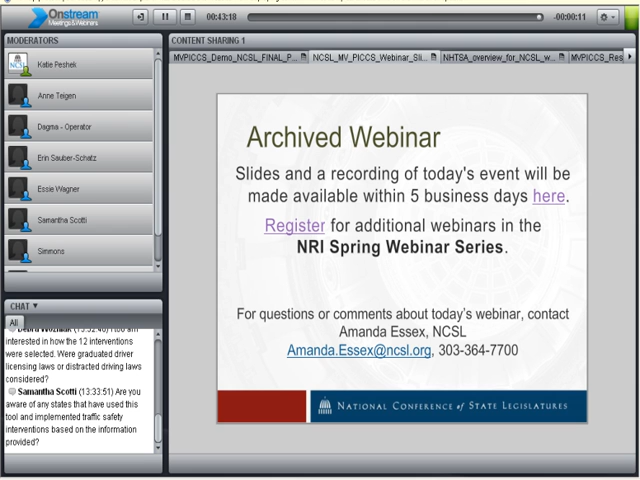 Onstream
Meetings & Webinars
00:43:18
-00:00:11
MODERATORS
NCSL
Katie Peshek
Anne Teigen
Dagma - Operator
Erin Sauber-Schatz
Essie Wagner
Samantha Scotti
Simmons
CHAT
All
interested in how the 12 interventions
were selected. Were graduated driver
licensing laws or distracted driving laws
considered?
Samantha Scotti (13:33:51) Are you
aware of any states that have used this
tool and implemented traffic safety
interventions based on the information
provided?
CONTENT SHARING 1
MVPICCS_Demo_NCSL_FINAL_P... NCSL_MV_PICCS_Webinar_Sli... NHTSA_overview_for_NCSL_w... MVPICCS_Res
Archived Webinar
Slides and a recording of today's event will be
made available within 5 business days here.
Register for additional webinars in the
NRI Spring Webinar Series.
For questions or comments about today's webinar, contact
Amanda Essex, NCSL
Amanda.Essex@ncsl.org, 303-364-7700
NATIONAL CONFERENCE of STATE LEGISLATURES